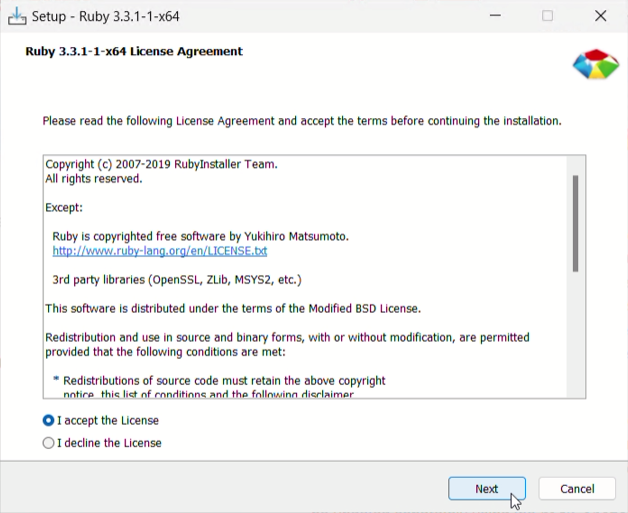 Setup - Ruby 3.3.1-1-x64
Ruby 3.3.1-1-x64 License Agreement
Please read the following License Agreement and accept the terms before continuing the installation.
Copyright (c) 2007-2019 RubyInstaller Team.
All rights reserved.
Except:
Ruby is copyrighted free software by Yukihiro Matsumoto.
http://www.ruby-lang.org/en/LICENSE.txt
3rd party libraries (OpenSSL, ZLib, MSYS2, etc.)
This software is distributed under the terms of the Modified BSD License.
Redistribution and use in source and binary forms, with or without modification, are permitted
provided that the following conditions are met:
* Redistributions of source code must retain the above copyright
notice, this list of conditions and the following disclaimer
I accept the License
I decline the License
Next
Cancel